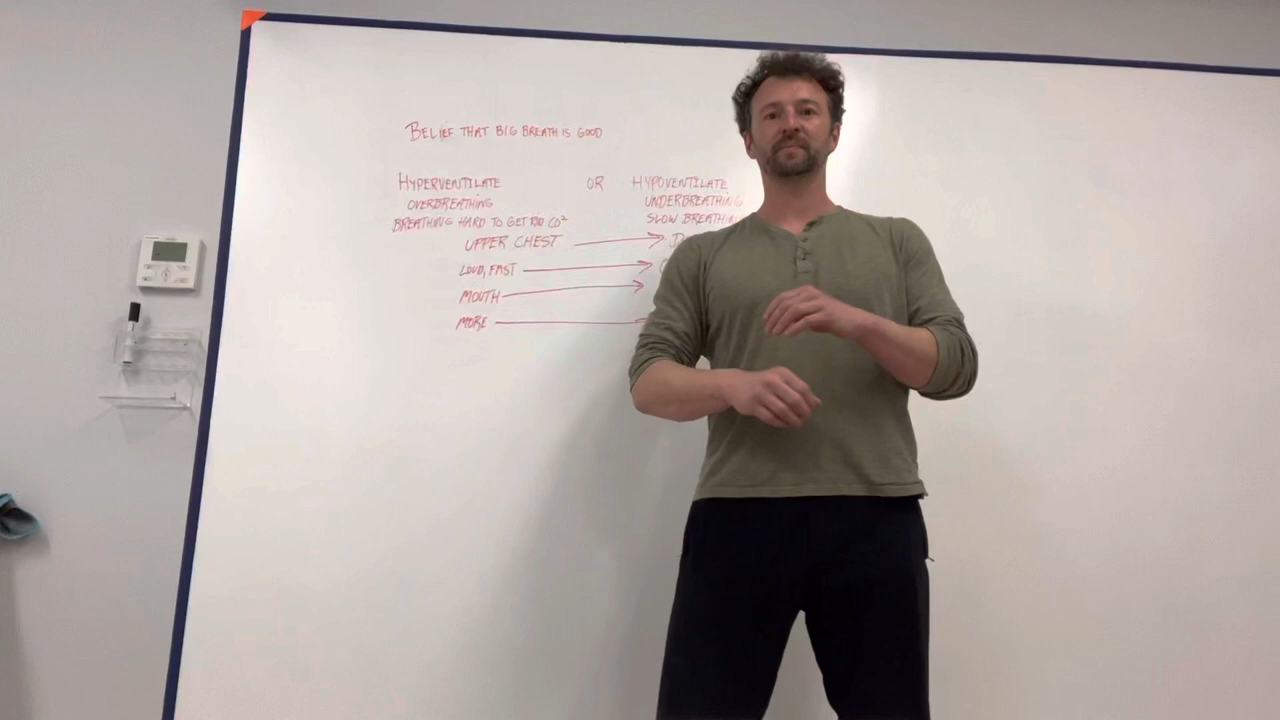 BELIEF THAT BIG BREATH IS GOOD
HYPERVENTILATE OR HYPOVENTILATE
OVERBREATHING UNDERBREATHING
BREATHING HARD TO GET RID CO² SLOW BREATHING
UPPER CHEST
LOUD, FAST
MOUTH
MORE